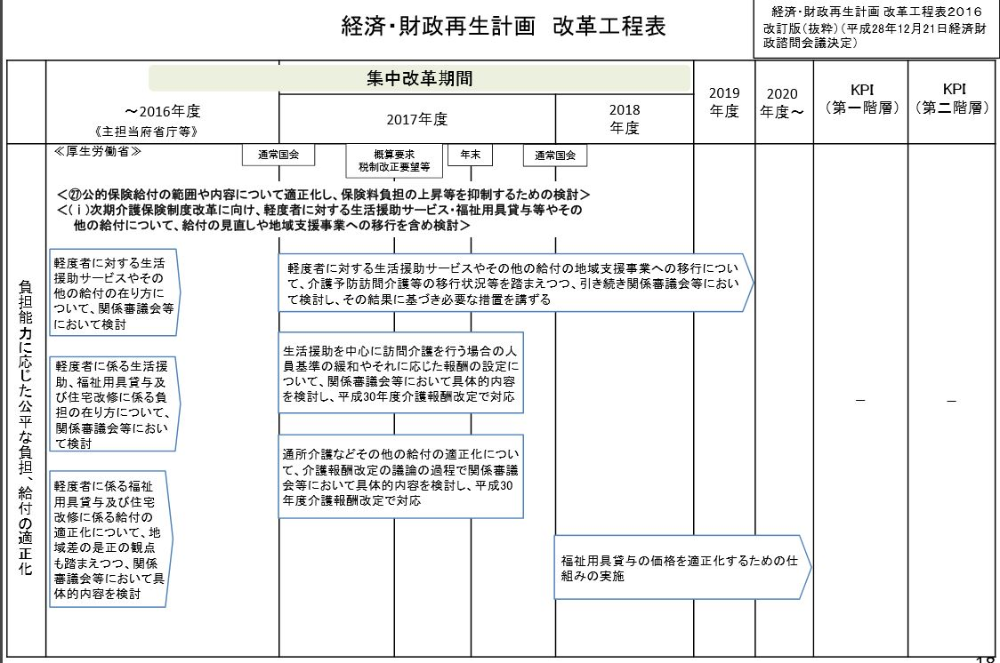 経済・財政再生計画 改革工程表
経済・財政再生計画 改革工程表2016
改訂版（抜粋）（平成28年12月21日経済財
政諮問会議決定）
集中改革期間
～2016年度
《主担当府省庁等》
2017年度
2018
年度
2019
年度
2020
年度～
KPI
（第一階層）
KPI
（第二階層）
≪厚生労働省≫
通常国会
概算要求
税制改正要望等
年末
通常国会
＜㉗公的保険給付の範囲や内容について適正化し、保険料負担の上昇等を抑制するための検討＞
＜（ⅰ）次期介護保険制度改革に向け、軽度者に対する生活援助サービス・福祉用具貸与等やその
他の給付について、給付の見直しや地域支援事業への移行を含め検討＞
負担能力に応じた公平な負担、給付の適正化
軽度者に対する生活
援助サービスやその
他の給付の在り方に
ついて、関係審議会等
において検討
軽度者に対する生活援助サービスやその他の給付の地域支援事業への移行につい
て、介護予防訪問介護等の移行状況等を踏まえつつ、引き続き関係審議会等におい
て検討し、その結果に基づき必要な措置を講ずる
生活援助を中心に訪問介護を行う場合の人
員基準の緩和やそれに応じた報酬の設定に
ついて、関係審議会等において具体的内容
を検討し、平成30年度介護報酬改定で対応
軽度者に係る生活援
助、福祉用具貸与及
び住宅改修に係る負
担の在り方について、
関係審議会等におい
て検討
－
－
通所介護などその他の給付の適正化につい
て、介護報酬改定の議論の過程で関係審議
会等において具体的内容を検討し、平成30
年度介護報酬改定で対応
軽度者に係る福祉
用具貸与及び住宅
改修に係る給付の
適正化について、地
域差の是正の観点
も踏まえつつ、関係
審議会等において具
体的内容を検討
福祉用具貸与の価格を適正化するための仕
組みの実施
18